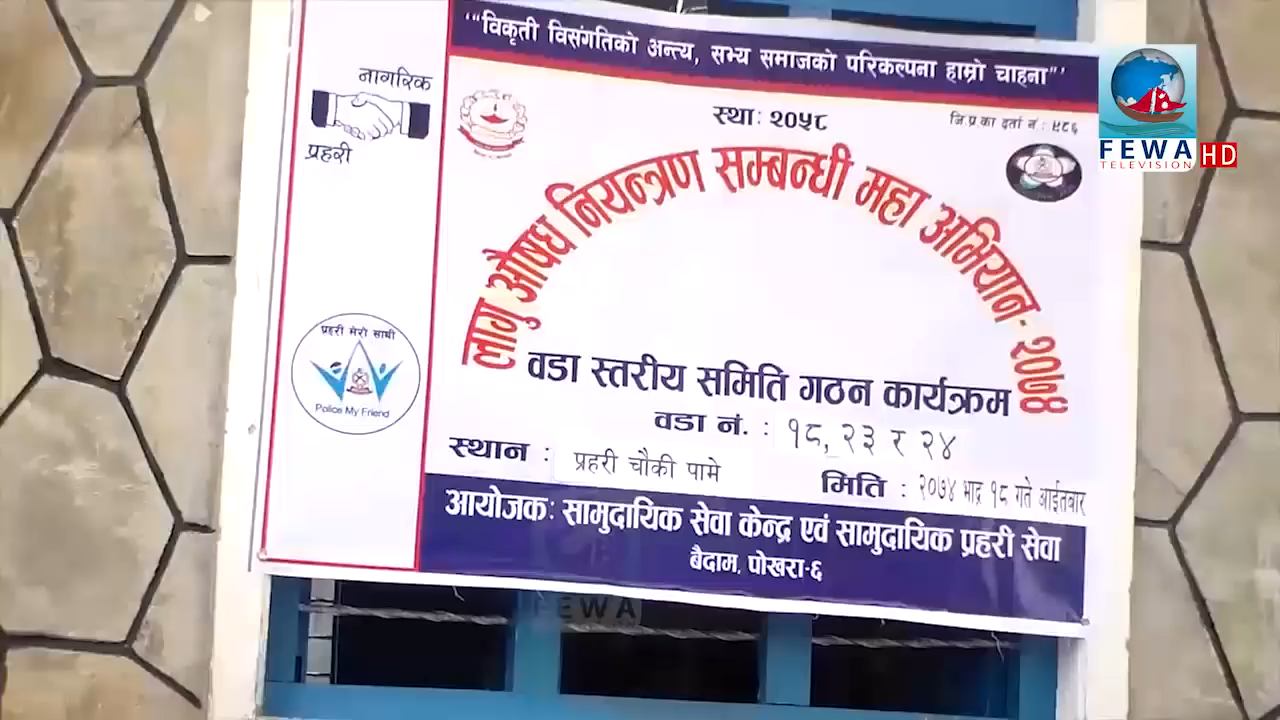 "विकृती विसंगतिको अन्त्य, सभ्य समाजको परिकल्पना हाम्रो चाहना"
नागरिक
प्रहरी
स्था: २०५८
जि.प्र.का दर्ता नं : ५८६
लागु औषध नियन्त्रण सम्बन्धी महा अभियान-२०७४
वडा स्तरीय समिति गठन कार्यक्रम
वडा नं. : १८, २३ र २४
स्थान : प्रहरी चौकी पामे
मिति : २०७४ भाद्र १८ गते आईतवार
प्रहरी मेरो साथी
Police My Friend
आयोजक: सामुदायिक सेवा केन्द्र एवं सामुदायिक प्रहरी सेवा
बैदाम, पोखरा-६
FEWA
TELEVISION HD
FEWA